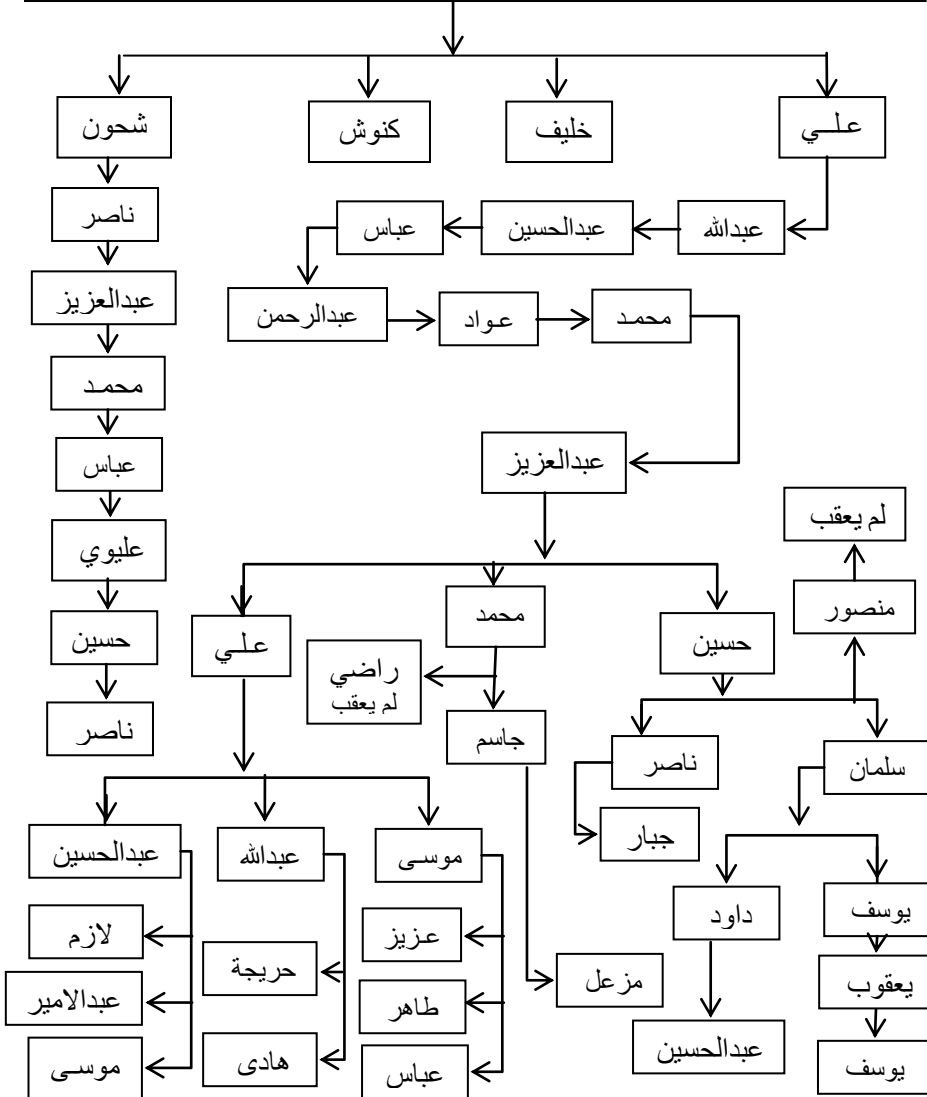 علـي
خليف
كنوش
شحون
ناصر
عبدالله
عبدالحسين
عباس
عبدالعزيز
محمد
عواد
عبدالرحمن
محمد
عبدالعزيز
عباس
لم يعقب
عليوي
منصور
محمد
حسين
علي
حسين
راضي
لم يعقب
ناصر
جاسم
ناصر
سلمان
جبار
موسى
عبدالله
عبدالحسين
يوسف
داود
عزيز
لازم
حريجة
يعقوب
مزعل
طاهر
عبدالامير
عبدالحسين
يوسف
عباس
هادى
موسى